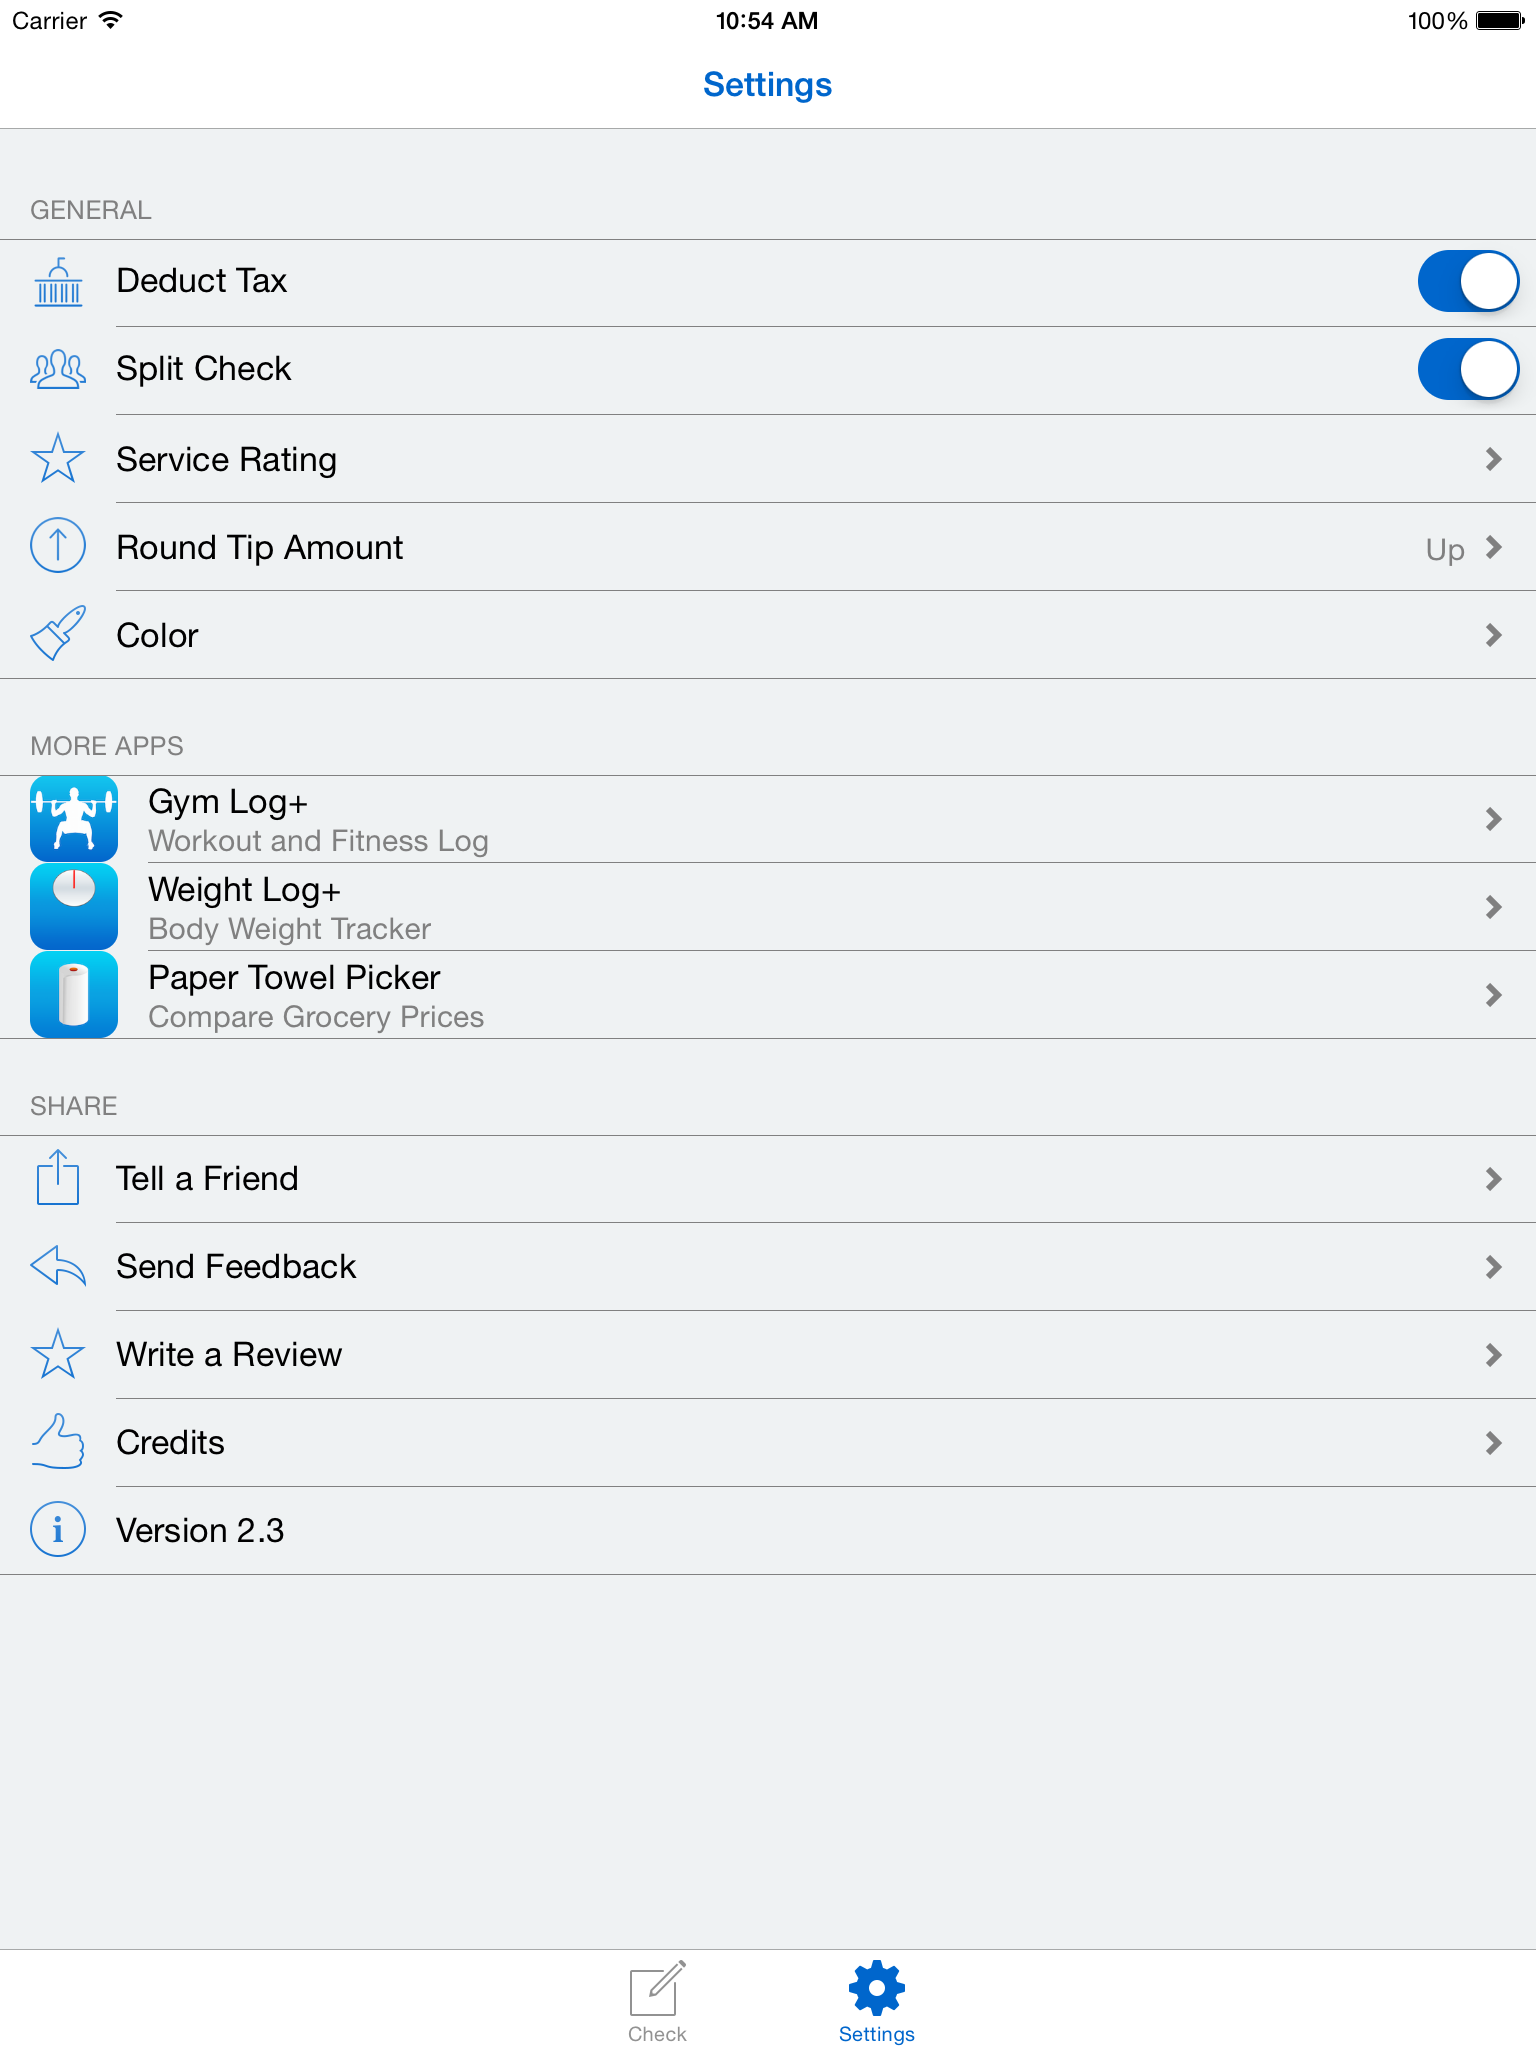 Carrier
10:54 AM
100%
Settings
GENERAL
Deduct Tax
Split Check
Service Rating
Round Tip Amount
Up
Color
MORE APPS
Gym Log+
Workout and Fitness Log
Weight Log+
Body Weight Tracker
Paper Towel Picker
Compare Grocery Prices
SHARE
Tell a Friend
Send Feedback
Write a Review
Credits
Version 2.3
Check
Settings